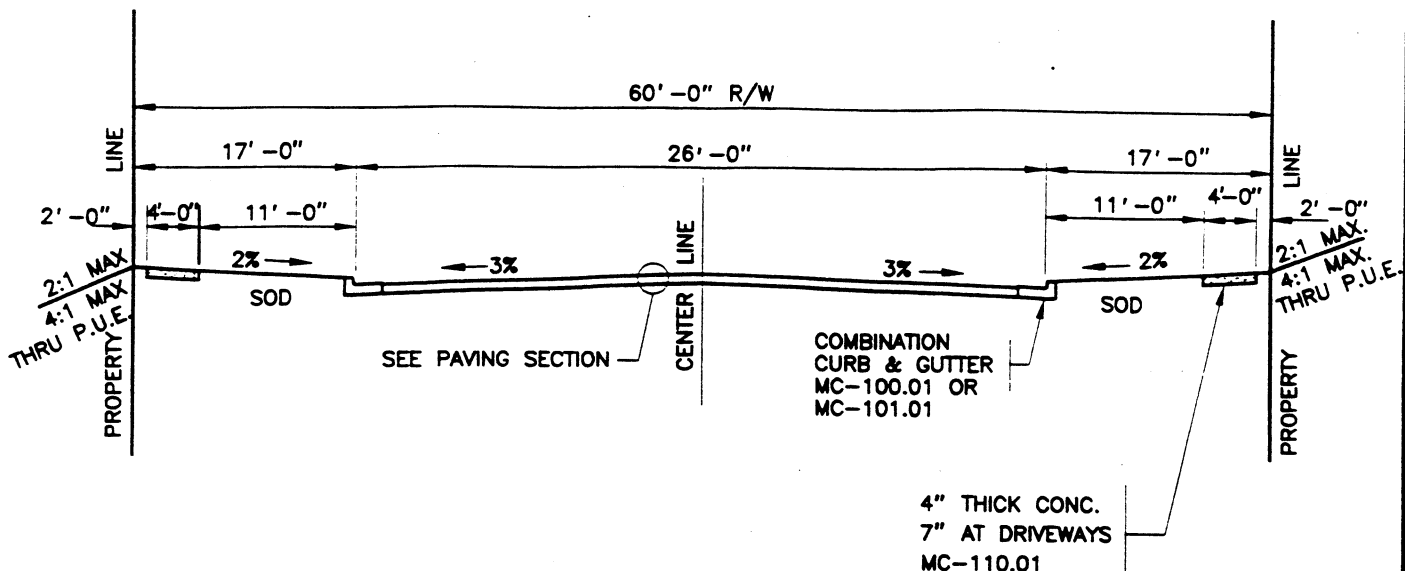 60'-0" R/W
17'-0"
26'-0"
17'-0"
LINE
LINE
2'-0"
4'-0"
11'-0"
11'-0"
4'-0"
2'-0"
2:1 MAX
4:1 MAX
THRU P.U.E.
2%
3%
3%
2%
2:1 MAX.
4:1 MAX.
THRU P.U.E.
SOD
SOD
CENTER LINE
SEE PAVING SECTION
COMBINATION
CURB & GUTTER
MC-100.01 OR
MC-101.01
PROPERTY
PROPERTY
4" THICK CONC.
7" AT DRIVEWAYS
MC-110.01